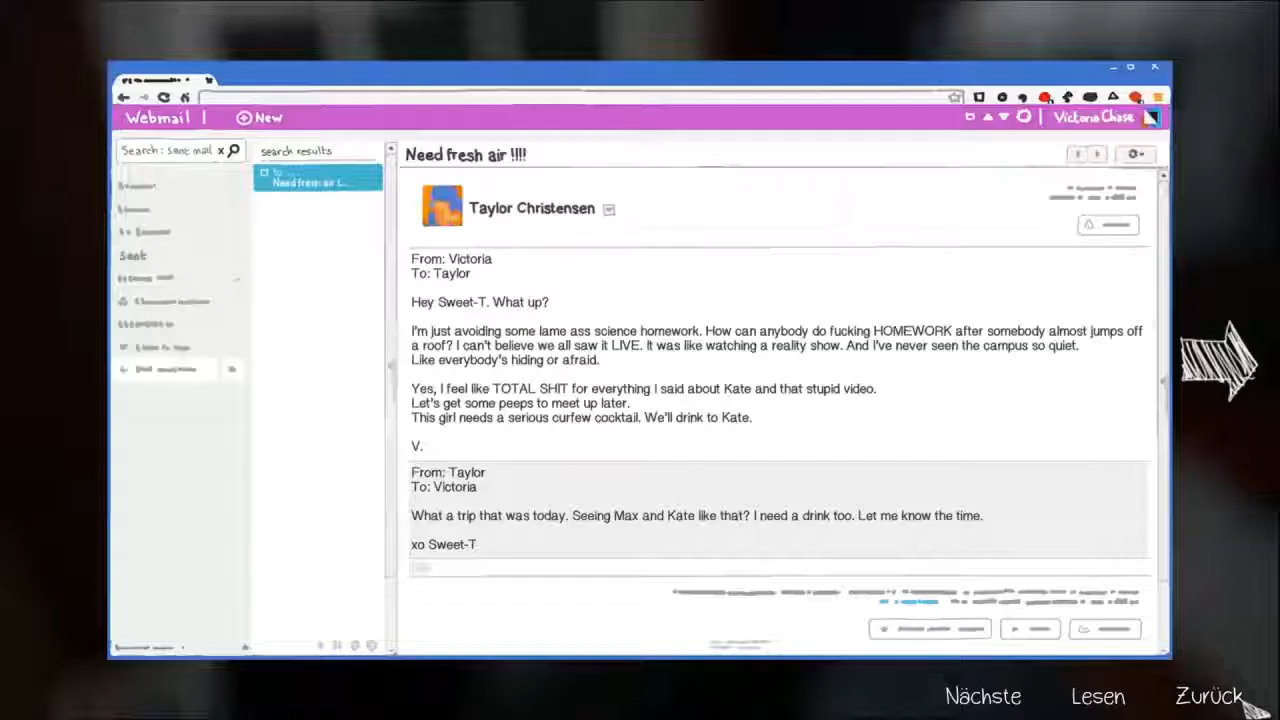 Webmail | New
Victoria Chase
Search: sent mail x
search results
Need fresh air !!!!
to
Need fresh air !...
Taylor Christensen
Sent
From: Victoria
To: Taylor
Hey Sweet-T. What up?
I'm just avoiding some lame ass science homework. How can anybody do fucking HOMEWORK after somebody almost jumps off
a roof? I can't believe we all saw it LIVE. It was like watching a reality show. And I've never seen the campus so quiet.
Like everybody's hiding or afraid.
Yes, I feel like TOTAL SHIT for everything I said about Kate and that stupid video.
Let's get some peeps to meet up later.
This girl needs a serious curfew cocktail. We'll drink to Kate.
V.
From: Taylor
To: Victoria
What a trip that was today. Seeing Max and Kate like that? I need a drink too. Let me know the time.
xo Sweet-T
Nächste
Lesen
Zurück